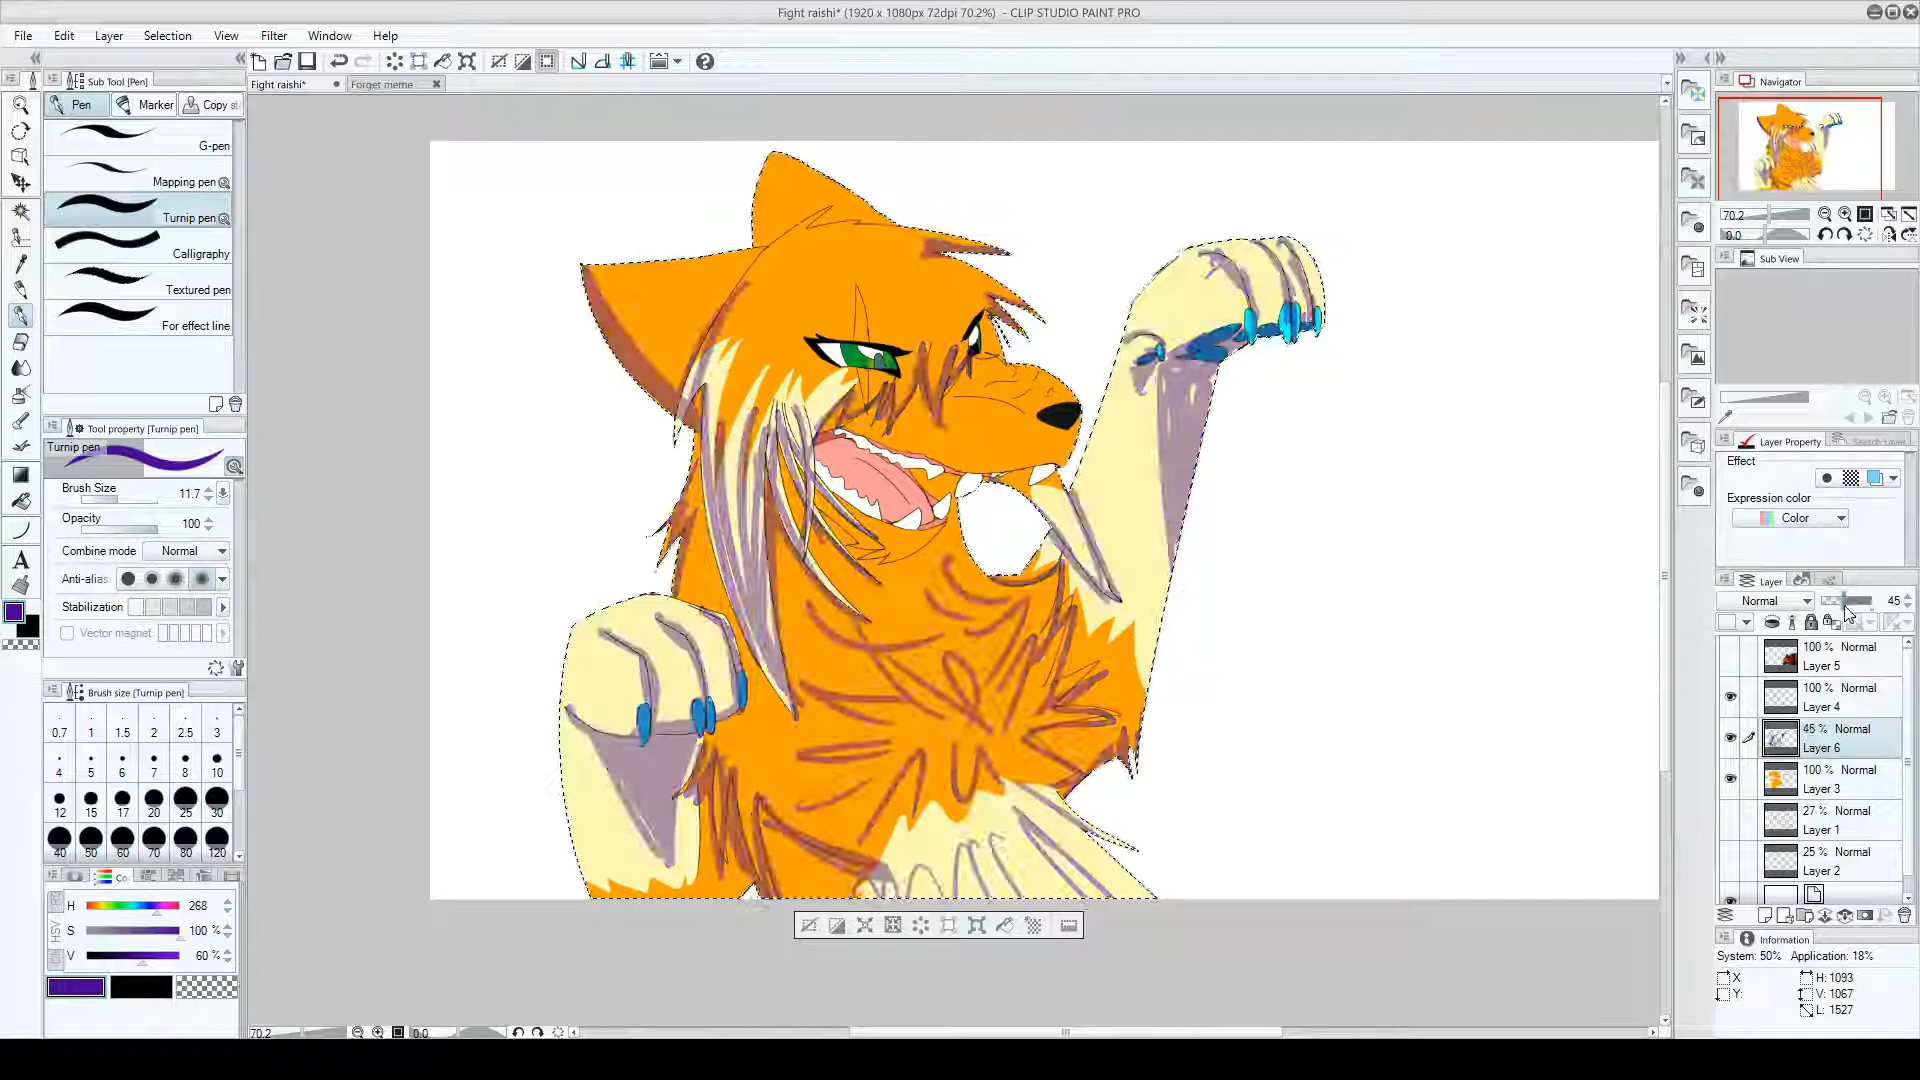 Fight raishi* (1920 x 1080px 72dpi 70.2%) - CLIP STUDIO PAINT PRO
File Edit Layer Selection View Filter Window Help
Sub Tool [Pen]
Fight raishi*
Forget meme
Navigator
Pen
Marker
Copy st
G-pen
Mapping pen
Turnip pen
Calligraphy
Textured pen
For effect line
70.2
0.0
Sub View
Tool property [Turnip pen]
Turnip pen
Brush Size 11.7
Opacity 100
Combine mode Normal
Anti-alias
Stabilization
Vector magnet
Layer Property
Search Layer
Effect
Expression color
Color
Layer
Normal 45
100 % Normal
Layer 5
100 % Normal
Layer 4
45 % Normal
Layer 6
100 % Normal
Layer 3
27 % Normal
Layer 1
25 % Normal
Layer 2
Brush size [Turnip pen]
0.7 1 1.5 2 2.5 3
4 5 6 7 8 10
12 15 17 20 25 30
40 50 60 70 80 120
Co
HSV
H 268
S 100 %
V 60 %
Information
System: 50% Application: 18%
X H: 1093
Y: V: 1067
L: 1527
70.2
0.0
A